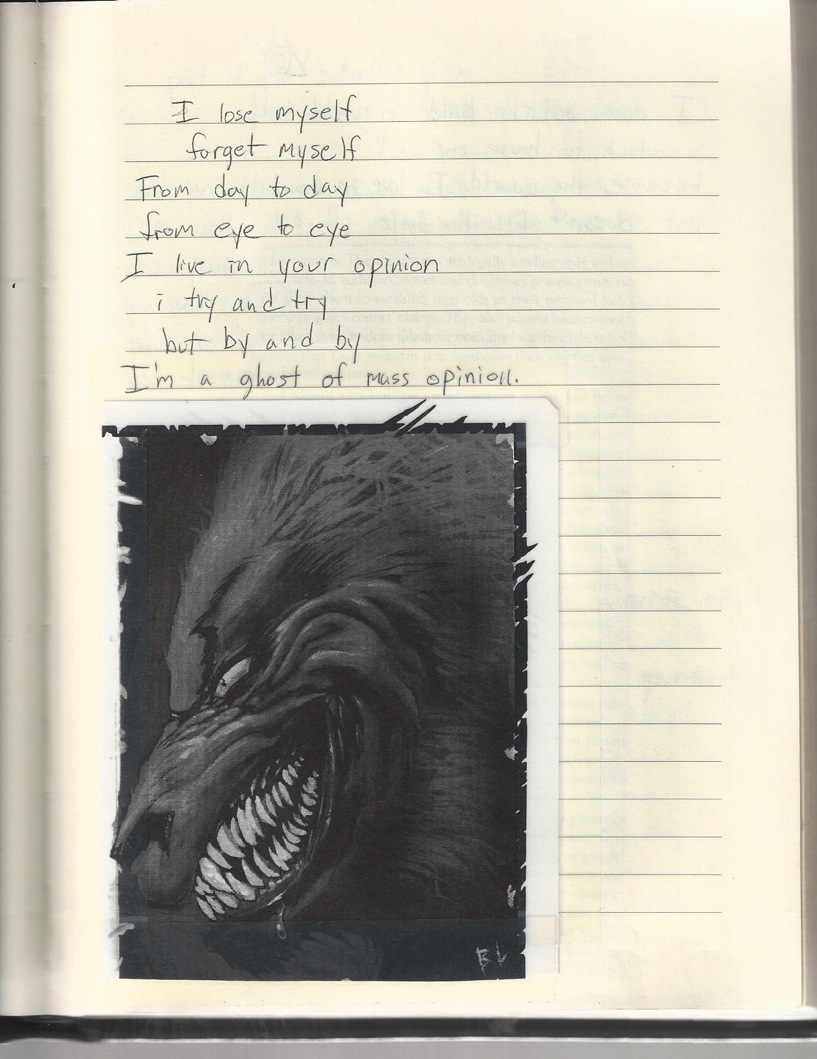 I lose myself
forget myself
From day to day
from eye to eye
I live in your opinion
i try and try
but by and by
I'm a ghost of mass opinion.
BL